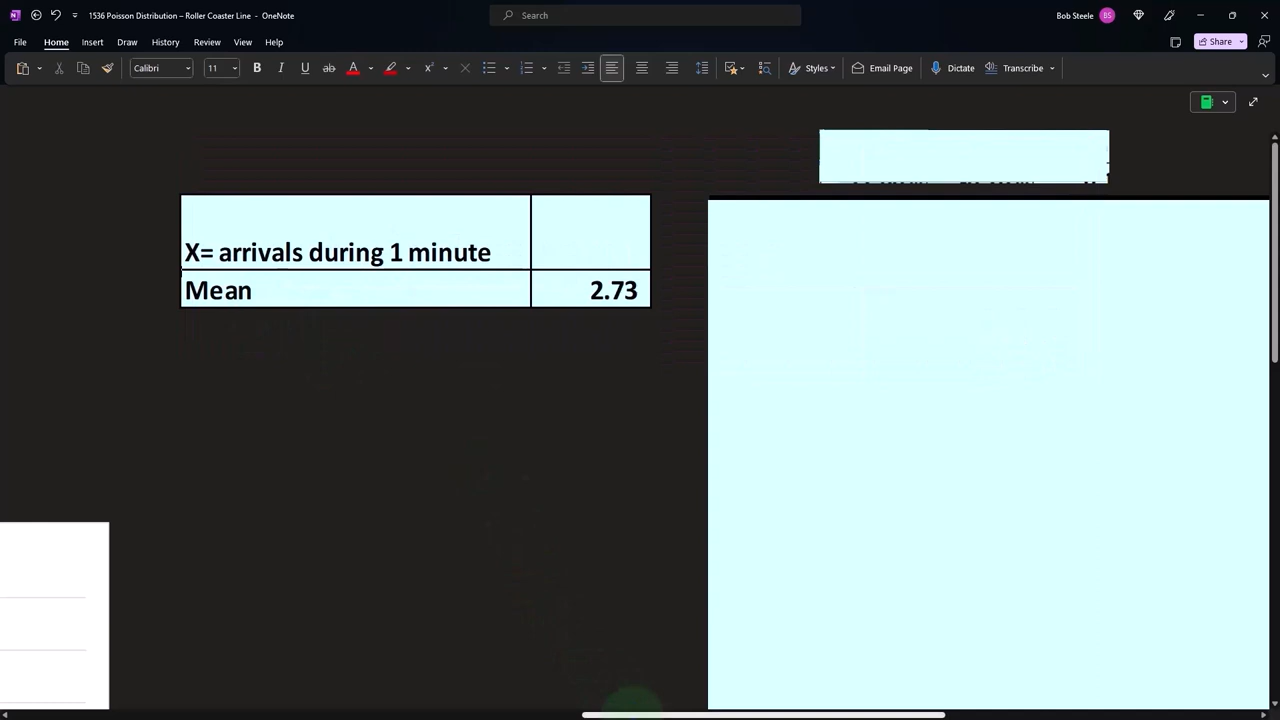 1536 Poisson Distribution – Roller Coaster Line - OneNote
Search
Bob Steele
BS
File Home Insert Draw History Review View Help
Share
Calibri
11
B I U ab A
Styles
Email Page
Dictate
Transcribe
X= arrivals during 1 minute
Mean 2.73